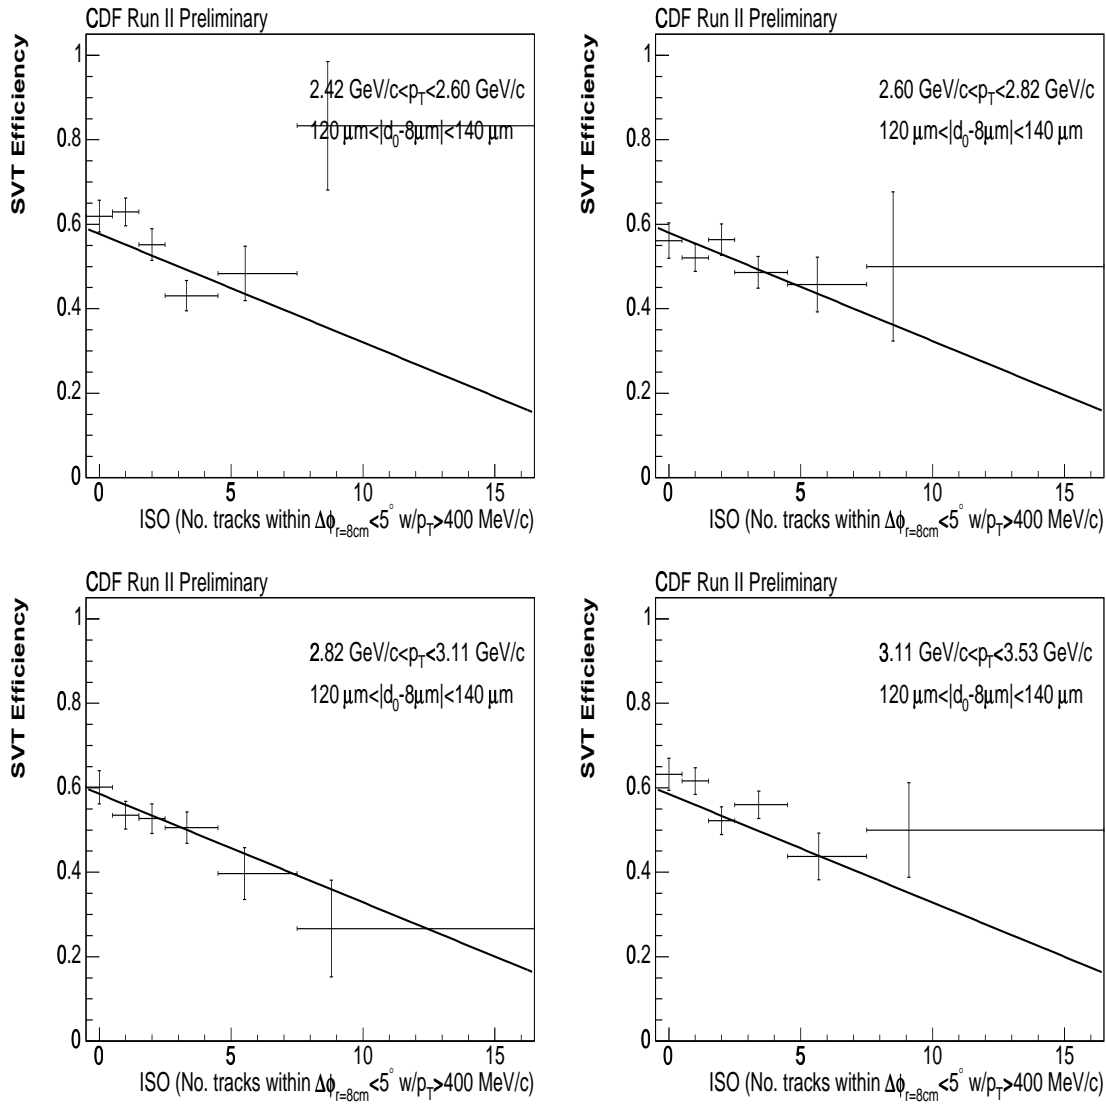 CDF Run II Preliminary
SVT Efficiency
1
0.8
0.6
0.4
0.2
0
2.42 GeV/c<p_T<2.60 GeV/c
120 μm<|d_0-8μm|<140 μm
0 5 10 15
ISO (No. tracks within Δϕ_r=8cm<5° w/p_T>400 MeV/c)
CDF Run II Preliminary
SVT Efficiency
1
0.8
0.6
0.4
0.2
0
2.60 GeV/c<p_T<2.82 GeV/c
120 μm<|d_0-8μm|<140 μm
0 5 10 15
ISO (No. tracks within Δϕ_r=8cm<5° w/p_T>400 MeV/c)
CDF Run II Preliminary
SVT Efficiency
1
0.8
0.6
0.4
0.2
0
2.82 GeV/c<p_T<3.11 GeV/c
120 μm<|d_0-8μm|<140 μm
0 5 10 15
ISO (No. tracks within Δϕ_r=8cm<5° w/p_T>400 MeV/c)
CDF Run II Preliminary
SVT Efficiency
1
0.8
0.6
0.4
0.2
0
3.11 GeV/c<p_T<3.53 GeV/c
120 μm<|d_0-8μm|<140 μm
0 5 10 15
ISO (No. tracks within Δϕ_r=8cm<5° w/p_T>400 MeV/c)